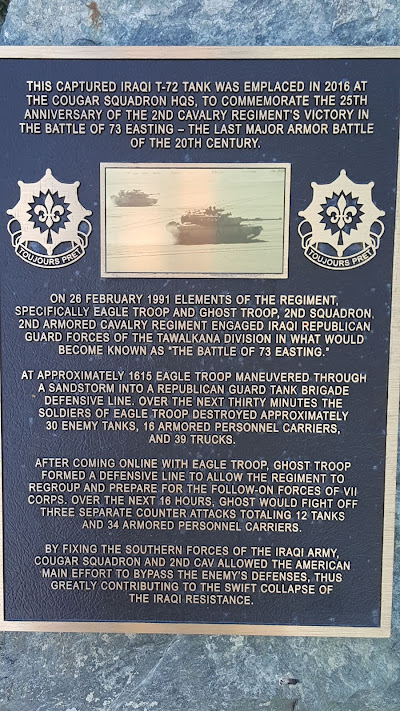 THIS CAPTURED IRAQI T-72 TANK WAS EMPLACED IN 2016 AT
THE COUGAR SQUADRON HQS, TO COMMEMORATE THE 25TH
ANNIVERSARY OF THE 2ND CAVALRY REGIMENT'S VICTORY IN
THE BATTLE OF 73 EASTING – THE LAST MAJOR ARMOR BATTLE
OF THE 20TH CENTURY.
TOUJOURS PRET
TOUJOURS PRET
ON 26 FEBRUARY 1991 ELEMENTS OF THE REGIMENT,
SPECIFICALLY EAGLE TROOP AND GHOST TROOP, 2ND SQUADRON,
2ND ARMORED CAVALRY REGIMENT ENGAGED IRAQI REPUBLICAN
GUARD FORCES OF THE TAWALKANA DIVISION IN WHAT WOULD
BECOME KNOWN AS "THE BATTLE OF 73 EASTING."
AT APPROXIMATELY 1615 EAGLE TROOP MANEUVERED THROUGH
A SANDSTORM INTO A REPUBLICAN GUARD TANK BRIGADE
DEFENSIVE LINE. OVER THE NEXT THIRTY MINUTES THE
SOLDIERS OF EAGLE TROOP DESTROYED APPROXIMATELY
30 ENEMY TANKS, 16 ARMORED PERSONNEL CARRIERS,
AND 39 TRUCKS.
AFTER COMING ONLINE WITH EAGLE TROOP, GHOST TROOP
FORMED A DEFENSIVE LINE TO ALLOW THE REGIMENT TO
REGROUP AND PREPARE FOR THE FOLLOW-ON FORCES OF VII
CORPS. OVER THE NEXT 16 HOURS, GHOST WOULD FIGHT OFF
THREE SEPARATE COUNTER ATTACKS TOTALING 12 TANKS
AND 34 ARMORED PERSONNEL CARRIERS.
BY FIXING THE SOUTHERN FORCES OF THE IRAQI ARMY,
COUGAR SQUADRON AND 2ND CAV ALLOWED THE AMERICAN
MAIN EFFORT TO BYPASS THE ENEMY'S DEFENSES, THUS
GREATLY CONTRIBUTING TO THE SWIFT COLLAPSE OF
THE IRAQI RESISTANCE.